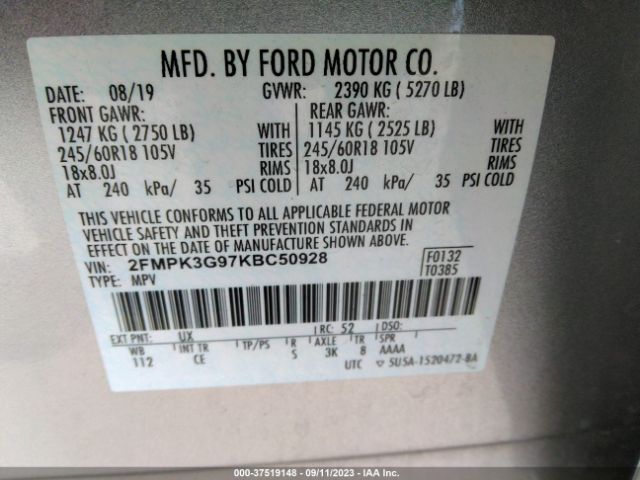 MFD. BY FORD MOTOR CO.
DATE: 08/19 GVWR: 2390 KG ( 5270 LB)
FRONT GAWR: REAR GAWR:
1247 KG ( 2750 LB) WITH 1145 KG ( 2525 LB) WITH
245/60R18 105V TIRES 245/60R18 105V TIRES
18x8.0J RIMS 18x8.0J RIMS
AT 240 kPa/ 35 PSI COLD AT 240 kPa/ 35 PSI COLD
THIS VEHICLE CONFORMS TO ALL APPLICABLE FEDERAL MOTOR
VEHICLE SAFETY AND THEFT PREVENTION STANDARDS IN
EFFECT ON THE DATE OF MANUFACTURE SHOWN ABOVE.
VIN: 2FMPK3G97KBC50928 F0132
TYPE: MPV T0385
EXT PNT: UX RC: 52 DSO:
WB INT TR TP/PS R AXLE TR SPR
112 CE S 3K 8 AAAA
UTC ▽ SU5A-1520472-BA
000-37519148 - 09/11/2023 - IAA Inc.